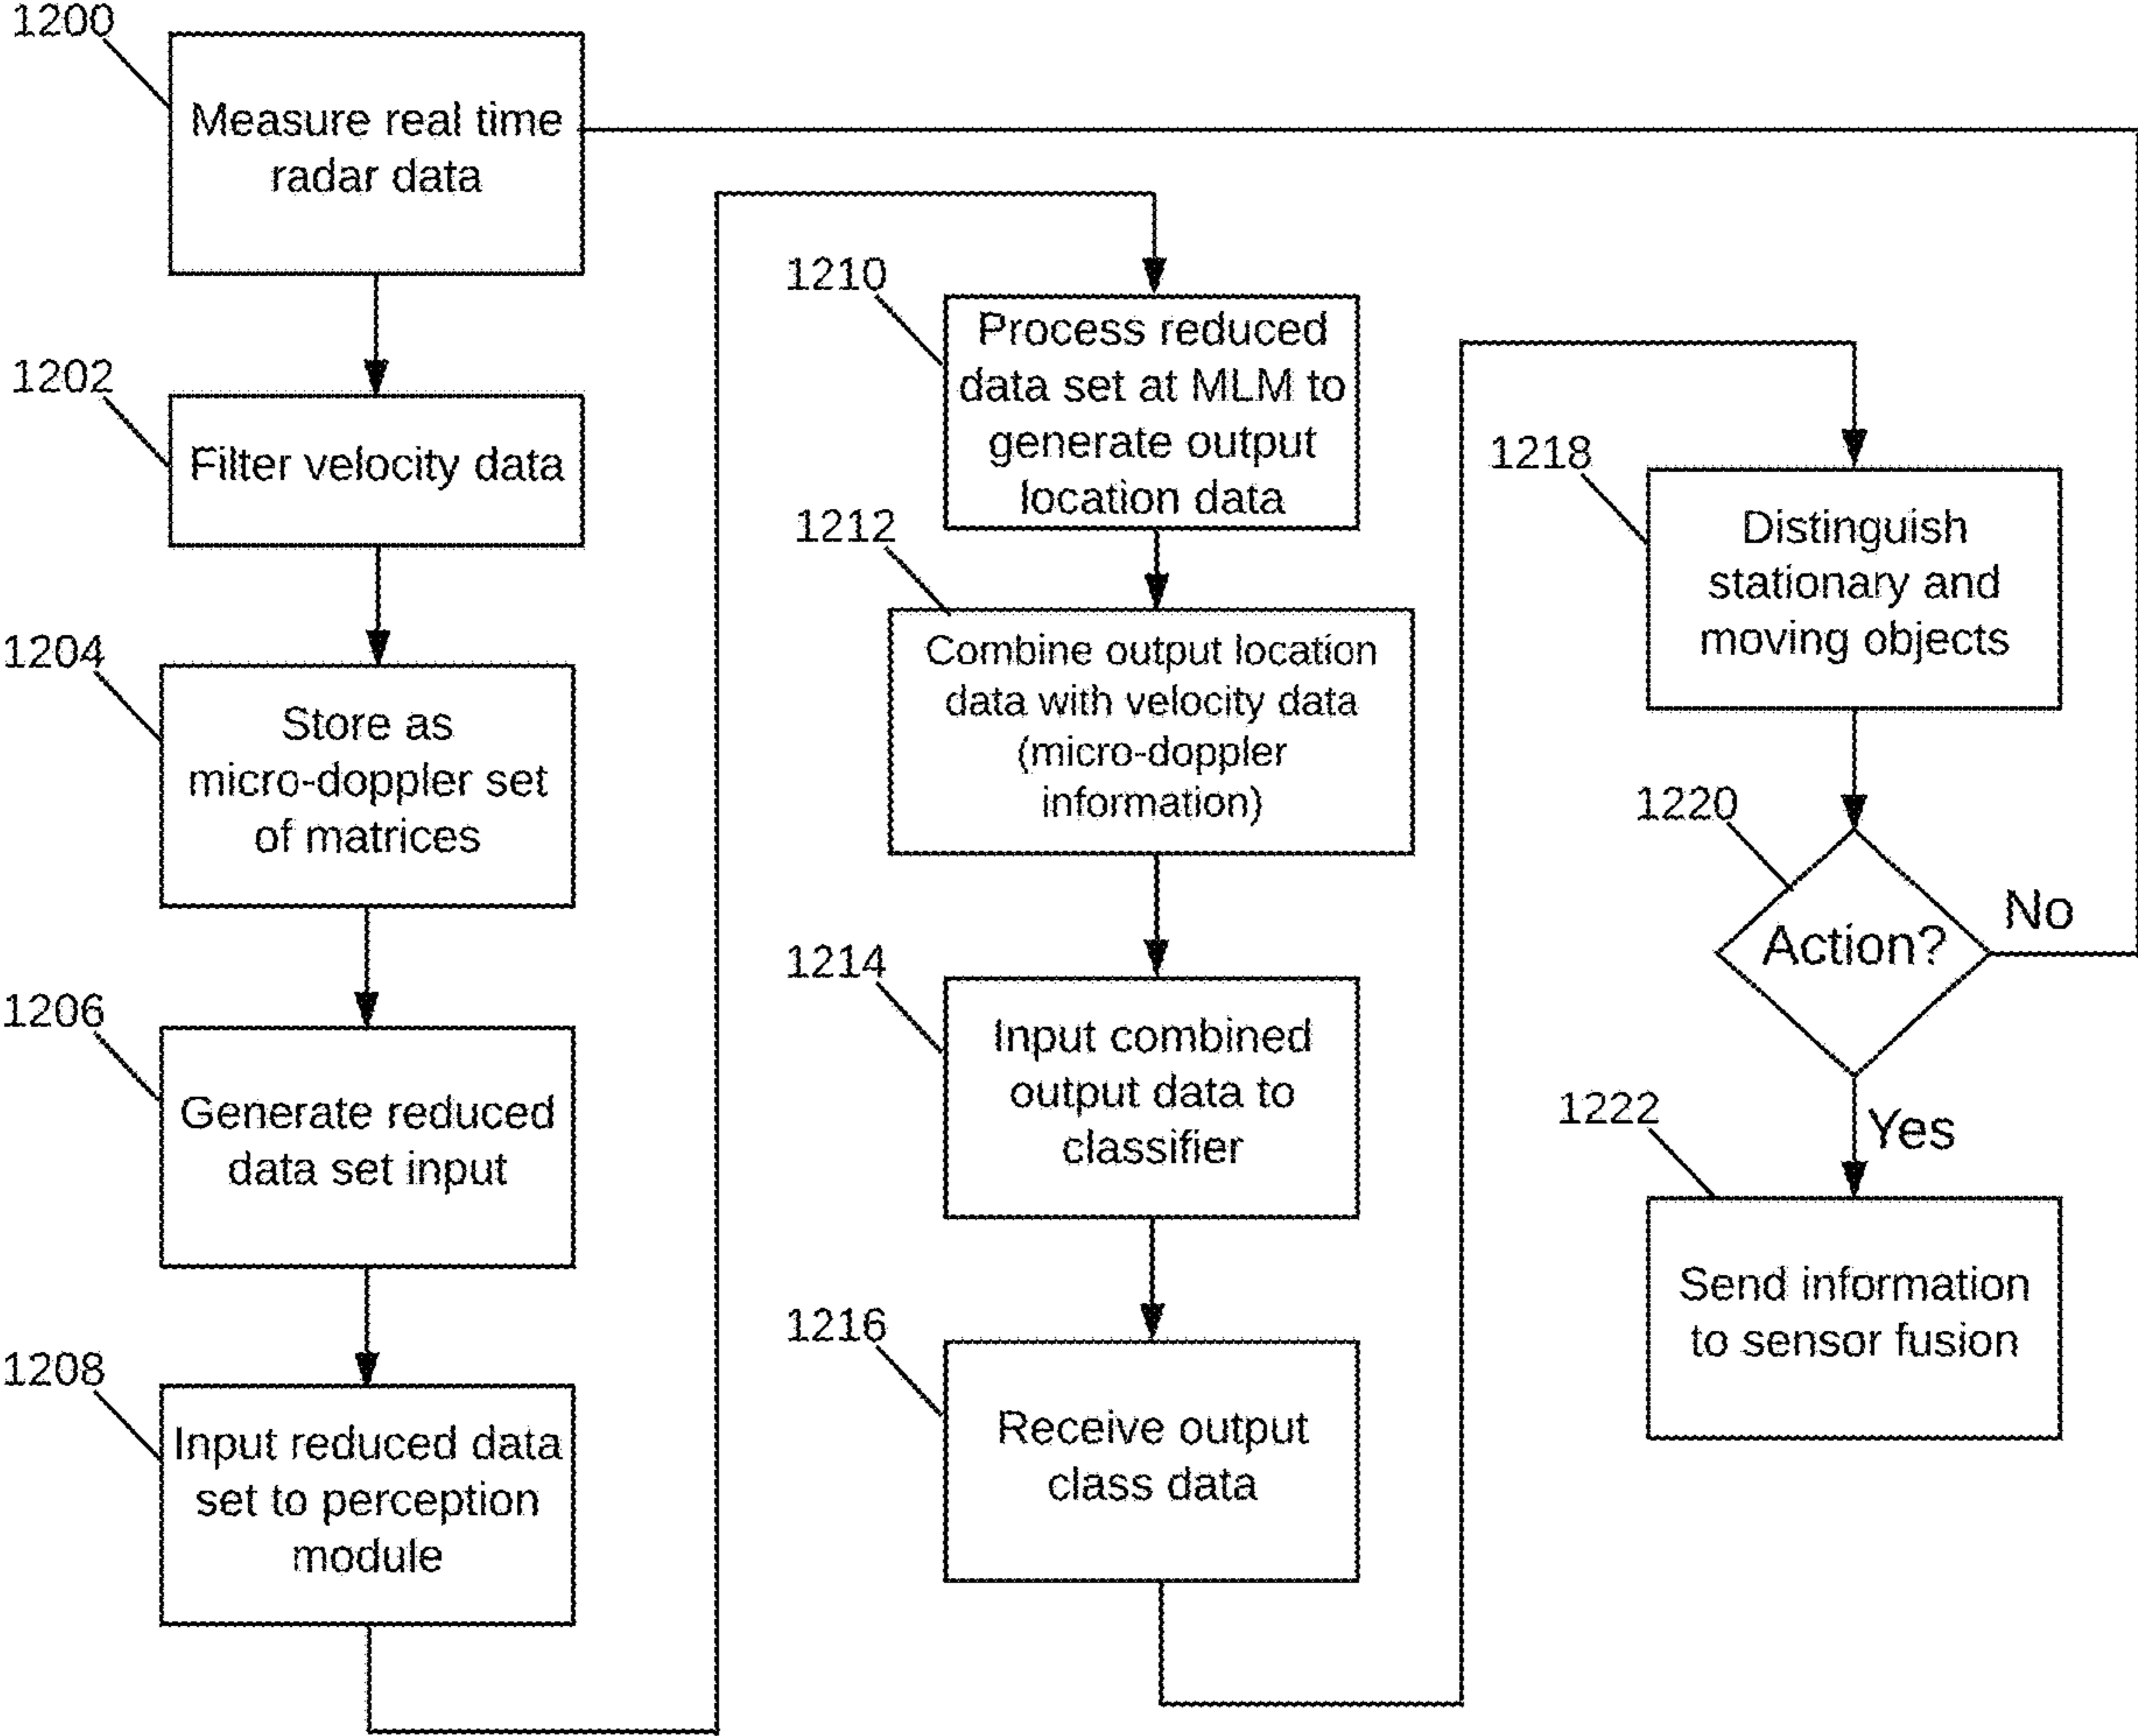 1200
Measure real time
radar data
1202
Filter velocity data
1204
Store as
micro-doppler set
of matrices
1206
Generate reduced
data set input
1208
Input reduced data
set to perception
module
1210
Process reduced
data set at MLM to
generate output
location data
1212
Combine output location
data with velocity data
(micro-doppler
information)
1214
Input combined
output data to
classifier
1216
Receive output
class data
1218
Distinguish
stationary and
moving objects
1220
Action?
No
Yes
1222
Send information
to sensor fusion